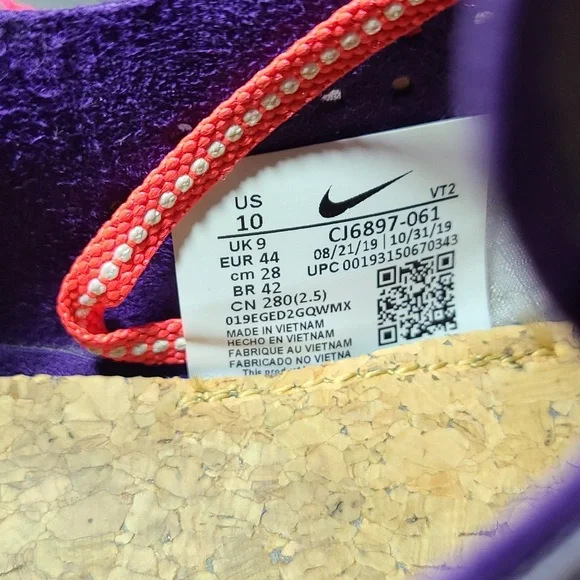 US
10
UK 9
EUR 44
cm 28
BR 42
CN 280(2.5)
019EGED2GQWMX
MADE IN VIETNAM
HECHO EN VIETNAM
FABRIQUE AU VIETNAM
FABRICADO NO VIETNA
This product
VT2
CJ6897-061
08/21/19 | 10/31/19
UPC 00193150670343